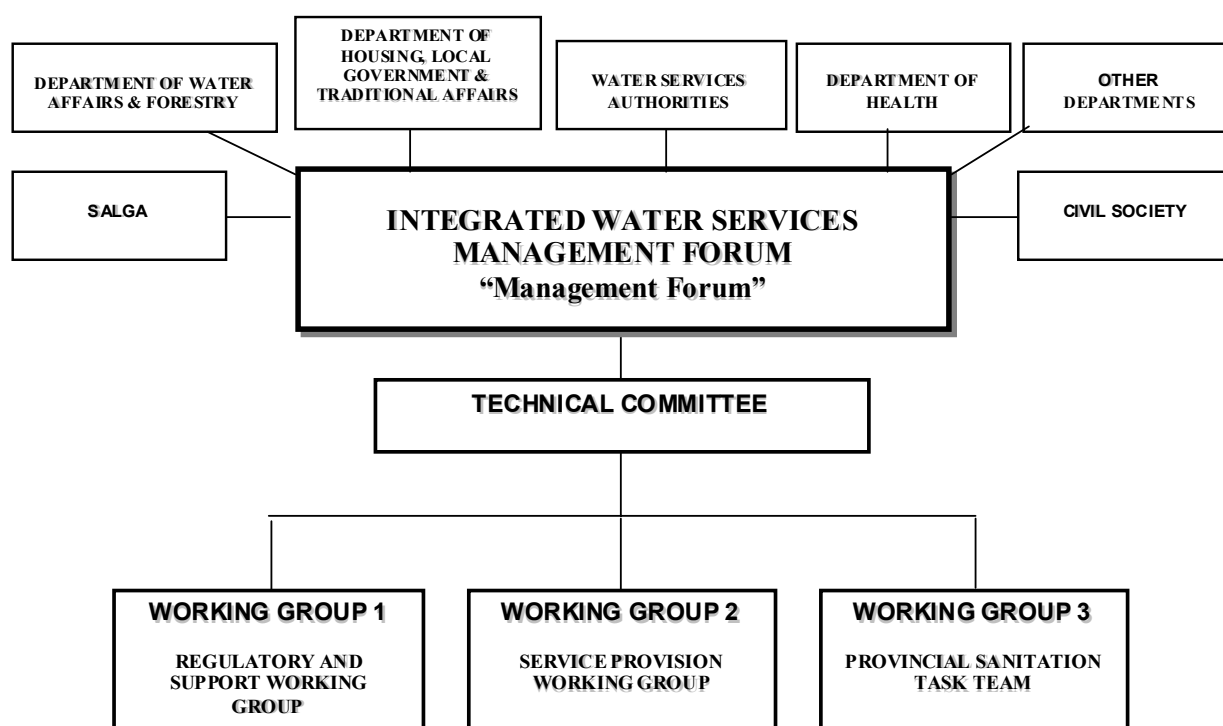 DEPARTMENT OF WATER
AFFAIRS & FORESTRY
DEPARTMENT OF
HOUSING, LOCAL
GOVERNMENT &
TRADITIONAL AFFAIRS
WATER SERVICES
AUTHORITIES
DEPARTMENT OF
HEALTH
OTHER
DEPARTMENTS
SALGA
INTEGRATED WATER SERVICES
MANAGEMENT FORUM
“Management Forum”
CIVIL SOCIETY
TECHNICAL COMMITTEE
WORKING GROUP 1
REGULATORY AND
SUPPORT WORKING
GROUP
WORKING GROUP 2
SERVICE PROVISION
WORKING GROUP
WORKING GROUP 3
PROVINCIAL SANITATION
TASK TEAM